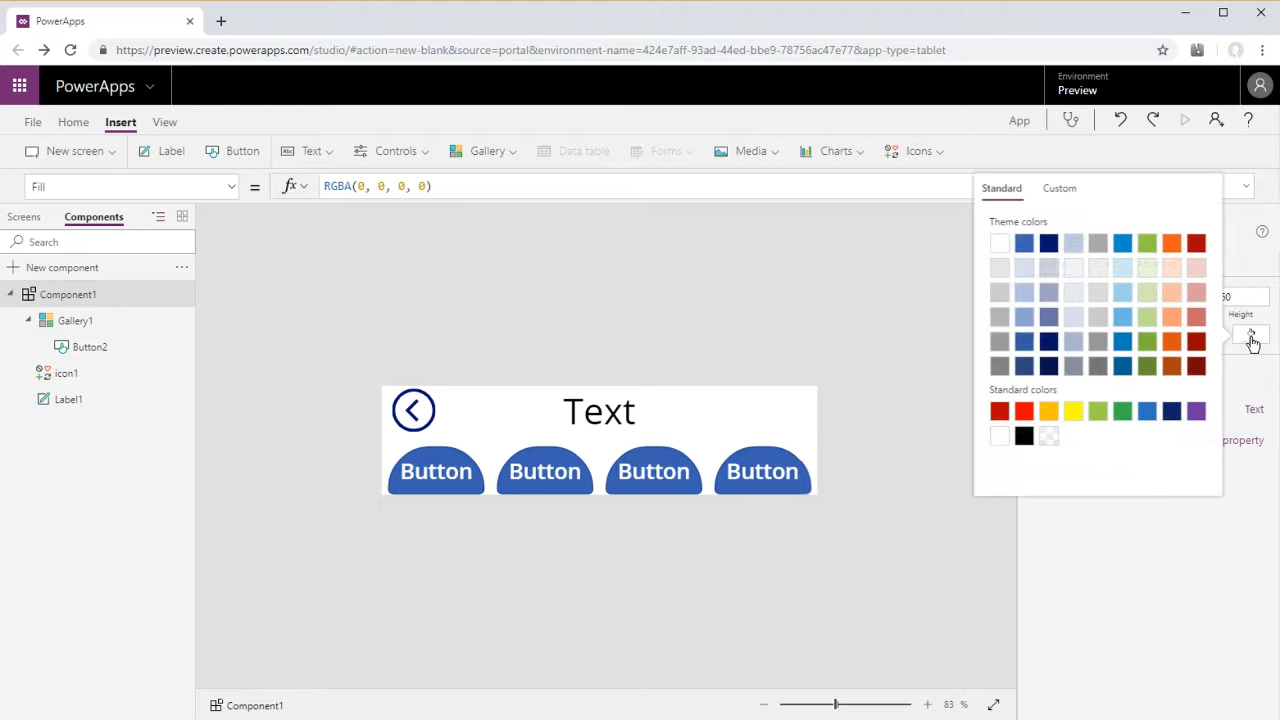 PowerApps
https://preview.create.powerapps.com/studio/#action=new-blank&source=portal&environment-name=424e7aff-93ad-44ed-bbe9-78756ac47e77&app-type=tablet
PowerApps
Environment
Preview
File Home Insert View
App
New screen Label Button Text Controls Gallery Data table Forms Media Charts Icons
Abc
Fill = fx RGBA(0, 0, 0, 0)
Standard Custom
Screens Components
Theme colors
Search
New component
Component1
Gallery1
Button2
icon1
Label1
Height
Standard colors
Text
property
Text
Button Button Button Button
Component1
83 %